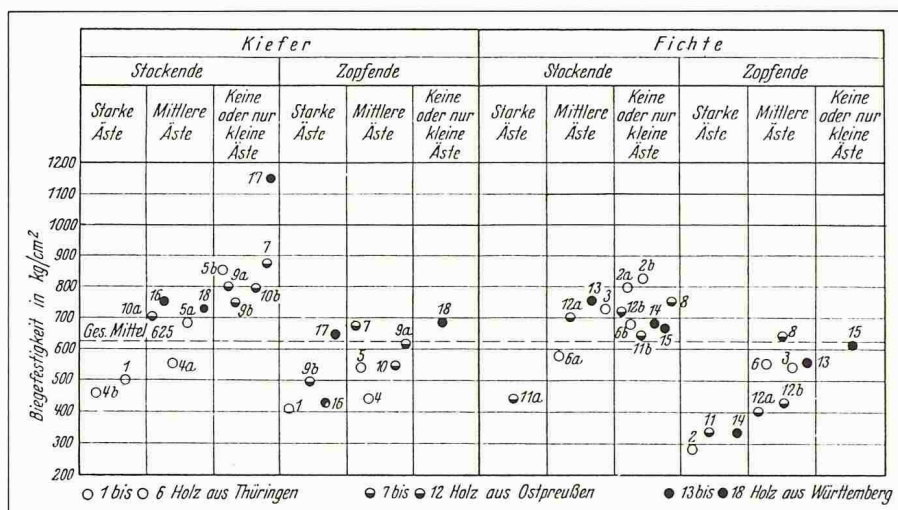 Kiefer Fichte
Stockende Zopfende Stockende Zopfende
Starke Äste Mittlere Äste Keine oder nur kleine Äste Starke Äste Mittlere Äste Keine oder nur kleine Äste Starke Äste Mittlere Äste Keine oder nur kleine Äste Starke Äste Mittlere Äste Keine oder nur kleine Äste
Biegefestigkeit in kg/cm²
1200
1100
1000
900
800
700
Ges. Mittel 625
600
500
400
300
200
4b 1 10a 16 5a 18 4a 5b 9a 7 9b 10b 17
1 9b 17 16 7 5 4 10 9a 18
11a 12a 13 3 6a 2a 2b 12b 6b 11b 14 15 8
2 11 14 6 3 8 13 12a 12b 15
1 bis 6 Holz aus Thüringen 7 bis 12 Holz aus Ostpreußen 13 bis 18 Holz aus Württemberg